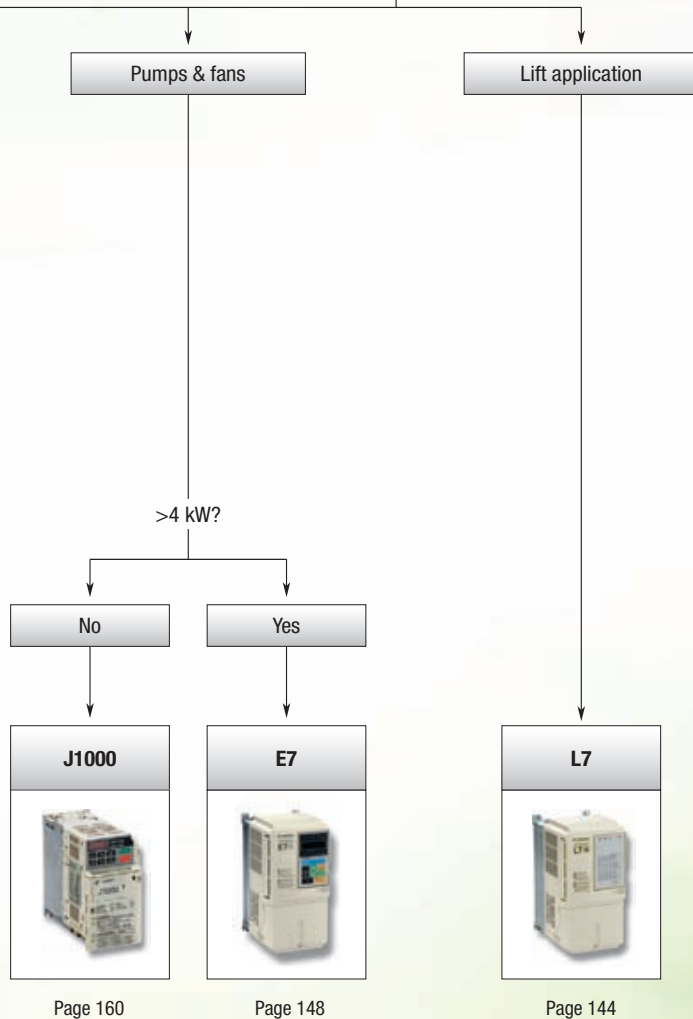 Pumps & fans
Lift application
>4 kW?
No
Yes
J1000
E7
L7
Page 160
Page 148
Page 144